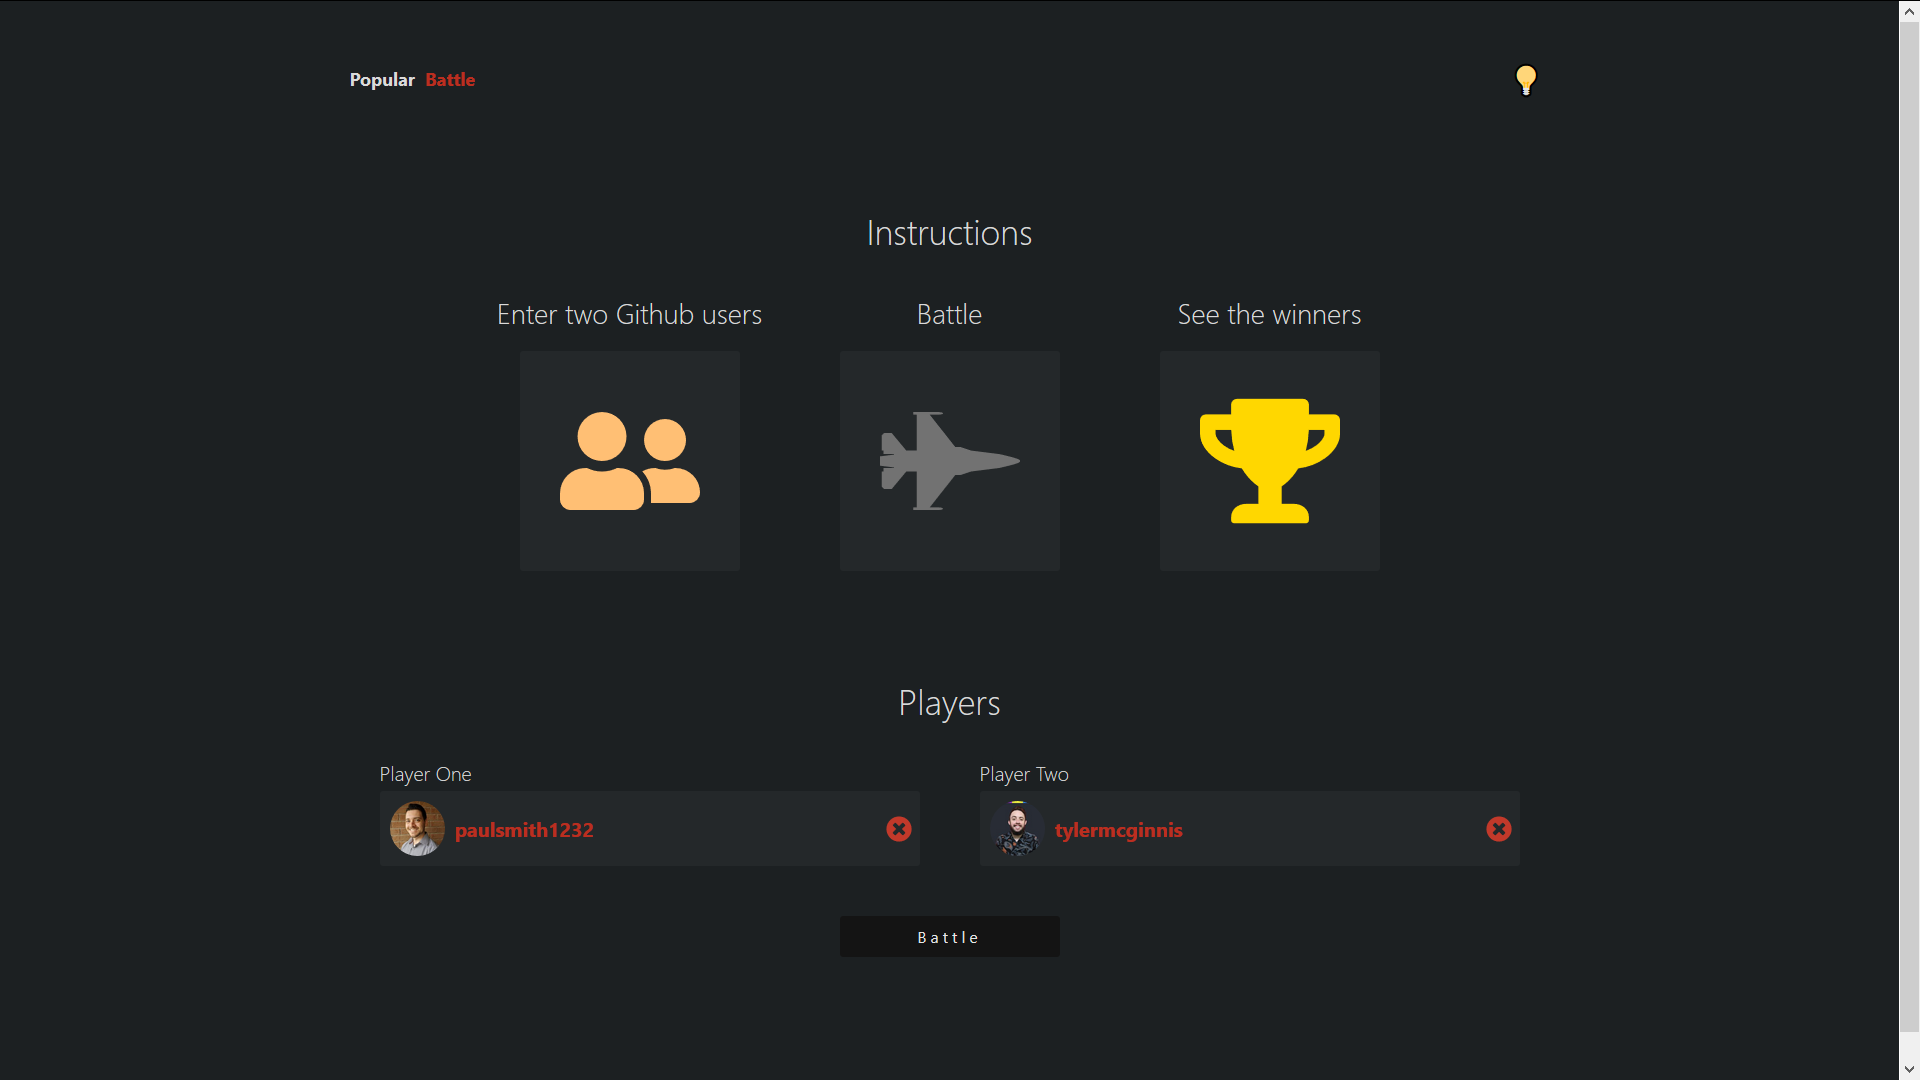 Popular Battle
Instructions
Enter two Github users
Battle
See the winners
Players
Player One
Player Two
paulsmith1232
tylermcginnis
Battle